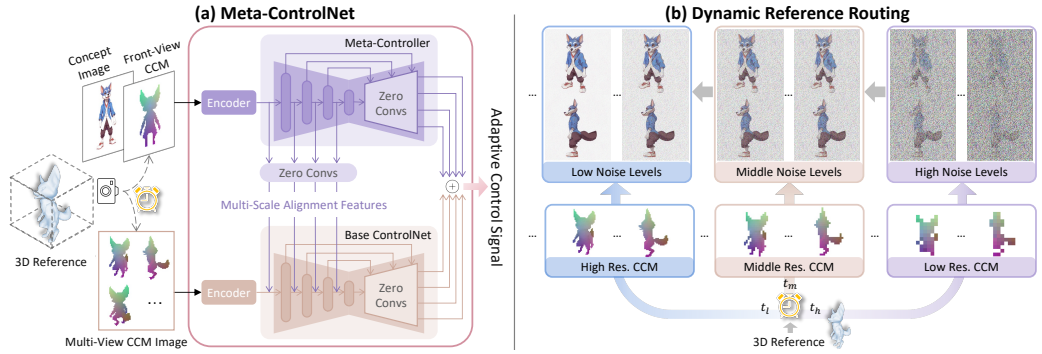 (a) Meta-ControlNet
Concept
Image
Front-View
CCM
3D Reference
Multi-View CCM Image
Encoder
Meta-Controller
Zero
Convs
Zero Convs
Multi-Scale Alignment Features
Base ControlNet
Encoder
Zero
Convs
Adaptive Control Signal
(b) Dynamic Reference Routing
... ... ... ...
Low Noise Levels
Middle Noise Levels
High Noise Levels
... ... ... ...
High Res. CCM
Middle Res. CCM
Low Res. CCM
t_m
t_l
t_h
3D Reference